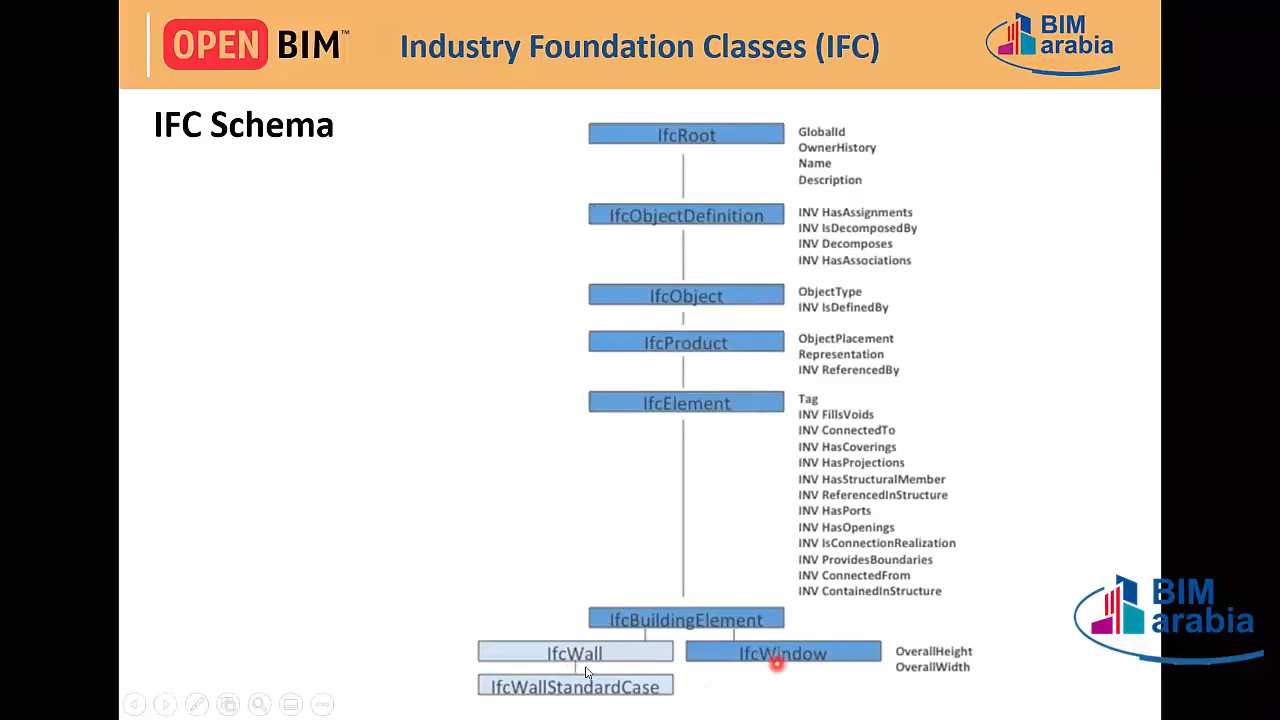 OPEN BIM™
Industry Foundation Classes (IFC)
BIM
arabia
IFC Schema
IfcRoot
GlobalId
OwnerHistory
Name
Description
IfcObjectDefinition
INV HasAssignments
INV IsDecomposedBy
INV Decomposes
INV HasAssociations
IfcObject
ObjectType
INV IsDefinedBy
IfcProduct
ObjectPlacement
Representation
INV ReferencedBy
IfcElement
Tag
INV FillsVoids
INV ConnectedTo
INV HasCoverings
INV HasProjections
INV HasStructuralMember
INV ReferencedInStructure
INV HasPorts
INV HasOpenings
INV IsConnectionRealization
INV ProvidesBoundaries
INV ConnectedFrom
INV ContainedInStructure
IfcBuildingElement
IfcWall
IfcWindow
OverallHeight
OverallWidth
IfcWallStandardCase
BIM
arabia